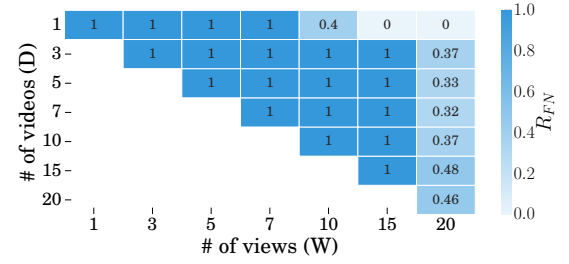 1 1 1 1 1 0.4 0 0
3 1 1 1 1 1 0.37
5 1 1 1 1 0.33
7 1 1 1 0.32
10 1 1 0.37
15 1 0.48
20 0.46
1 3 5 7 10 15 20
# of views (W)
# of videos (D)
1.0
0.8
0.6
0.4
0.2
0.0
R_{FN}